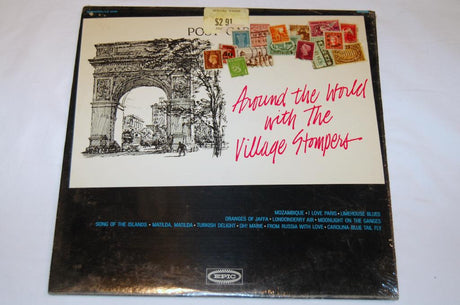 $2.91
POST CARD
Around the World
with The
Village Stompers
MOZAMBIQUE • I LOVE PARIS • LIMEHOUSE BLUES
ORANGES OF JAFFA • LONDONDERRY AIR • MOONLIGHT ON THE GANGES
SONG OF THE ISLANDS • MATILDA, MATILDA • TURKISH DELIGHT • OH! MARIE • FROM RUSSIA WITH LOVE • CAROLINA BLUE TAIL FLY
EPIC